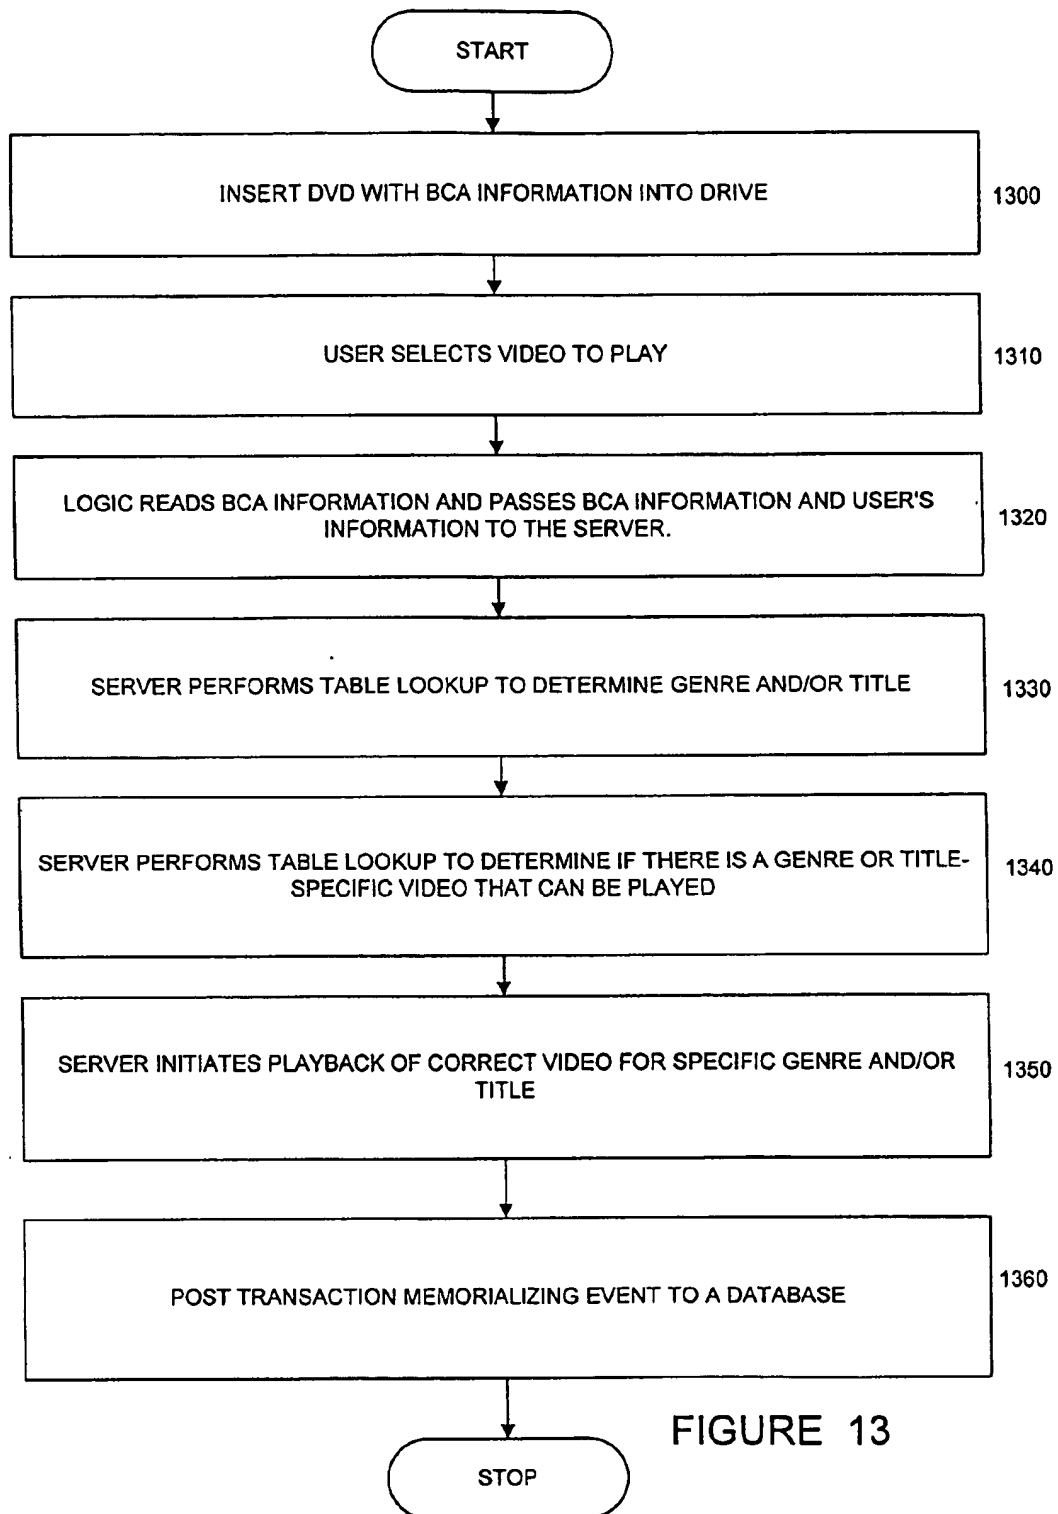 START
INSERT DVD WITH BCA INFORMATION INTO DRIVE
1300
USER SELECTS VIDEO TO PLAY
1310
LOGIC READS BCA INFORMATION AND PASSES BCA INFORMATION AND USER'S
INFORMATION TO THE SERVER.
1320
SERVER PERFORMS TABLE LOOKUP TO DETERMINE GENRE AND/OR TITLE
1330
SERVER PERFORMS TABLE LOOKUP TO DETERMINE IF THERE IS A GENRE OR TITLE-
SPECIFIC VIDEO THAT CAN BE PLAYED
1340
SERVER INITIATES PLAYBACK OF CORRECT VIDEO FOR SPECIFIC GENRE AND/OR
TITLE
1350
POST TRANSACTION MEMORIALIZING EVENT TO A DATABASE
1360
FIGURE 13
STOP